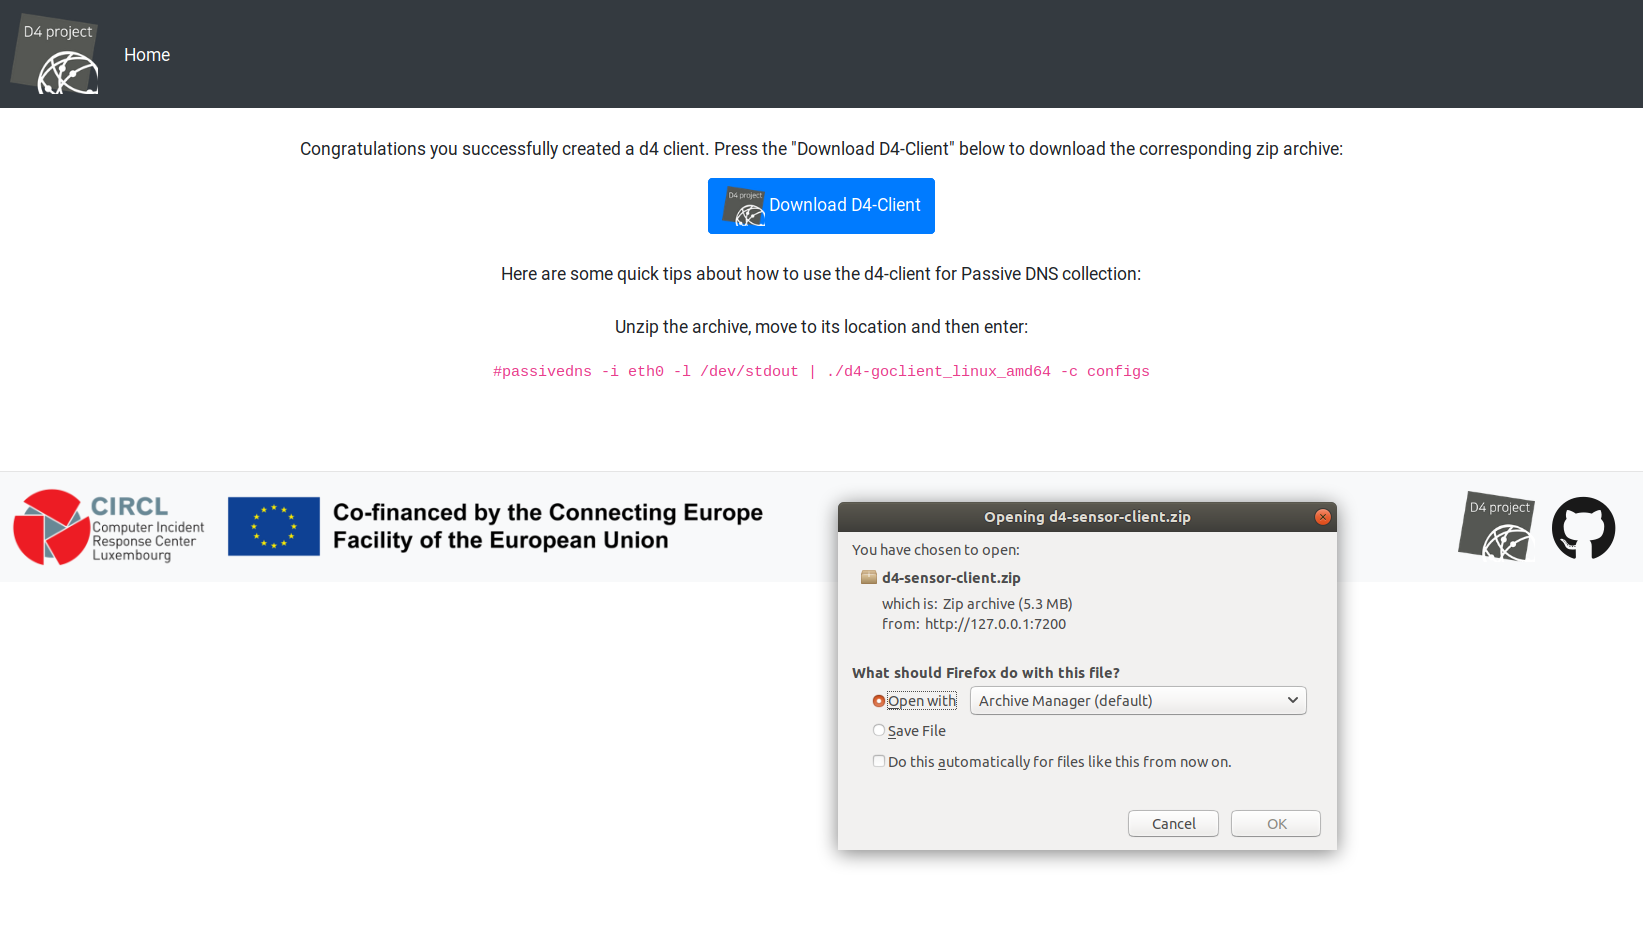 D4 project
Home
Congratulations you successfully created a d4 client. Press the "Download D4-Client" below to download the corresponding zip archive:
D4 project
Download D4-Client
Here are some quick tips about how to use the d4-client for Passive DNS collection:
Unzip the archive, move to its location and then enter:
#passivedns -i eth0 -l /dev/stdout | ./d4-goclient_linux_amd64 -c configs
CIRCL
Computer Incident
Response Center
Luxembourg
Co-financed by the Connecting Europe
Facility of the European Union
D4 project
Opening d4-sensor-client.zip
You have chosen to open:
d4-sensor-client.zip
which is: Zip archive (5.3 MB)
from: http://127.0.0.1:7200
What should Firefox do with this file?
Open with
Archive Manager (default)
Save File
Do this automatically for files like this from now on.
Cancel
OK